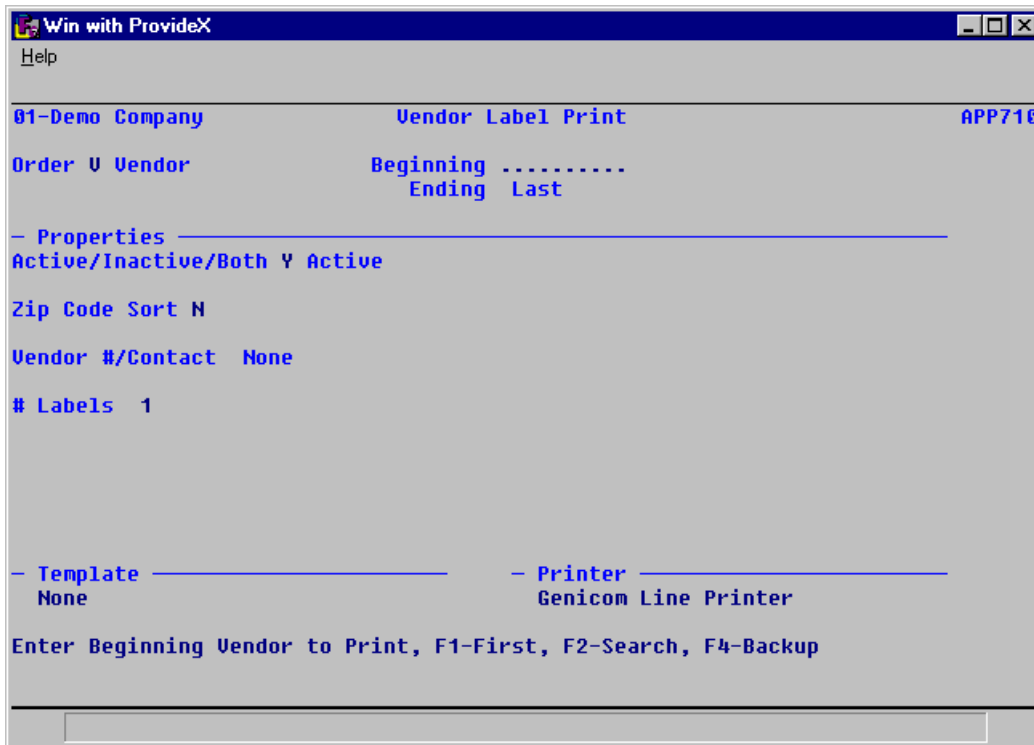 Win with ProvideX
Help
01-Demo Company Vendor Label Print APP710
Order V Vendor Beginning ..........
Ending Last
Properties
Active/Inactive/Both Y Active
Zip Code Sort N
Vendor #/Contact None
# Labels 1
Template Printer
None Genicom Line Printer
Enter Beginning Vendor to Print, F1-First, F2-Search, F4-Backup